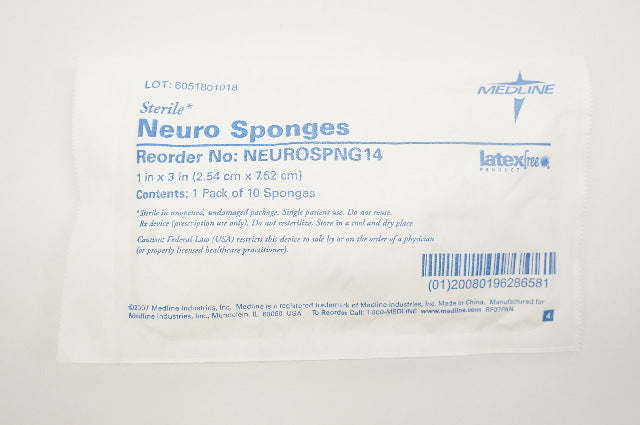 LOT: 6051801018
MEDLINE
Sterile*
Neuro Sponges
Reorder No: NEUROSPNG14
latexfree
PRODUCT
1 in x 3 in (2.54 cm x 7.62 cm)
Contents: 1 Pack of 10 Sponges
*Sterile in unopened, undamaged package. Single patient use. Do not reuse.
Rx device (prescription use only). Do not resterilize. Store in a cool and dry place
Caution: Federal Law (USA) restricts this device to sale by or on the order of a physician
(or properly licensed healthcare practitioner).
(01)20080196286581
©2007 Medline Industries, Inc. Medline is a registered trademark of Medline Industries, Inc. Made in China. Manufactured for
Medline Industries, Inc., Mundelein, IL 60060 USA To Reorder Call: 1-800-MEDLINE www.medline.com RF07PAN
4